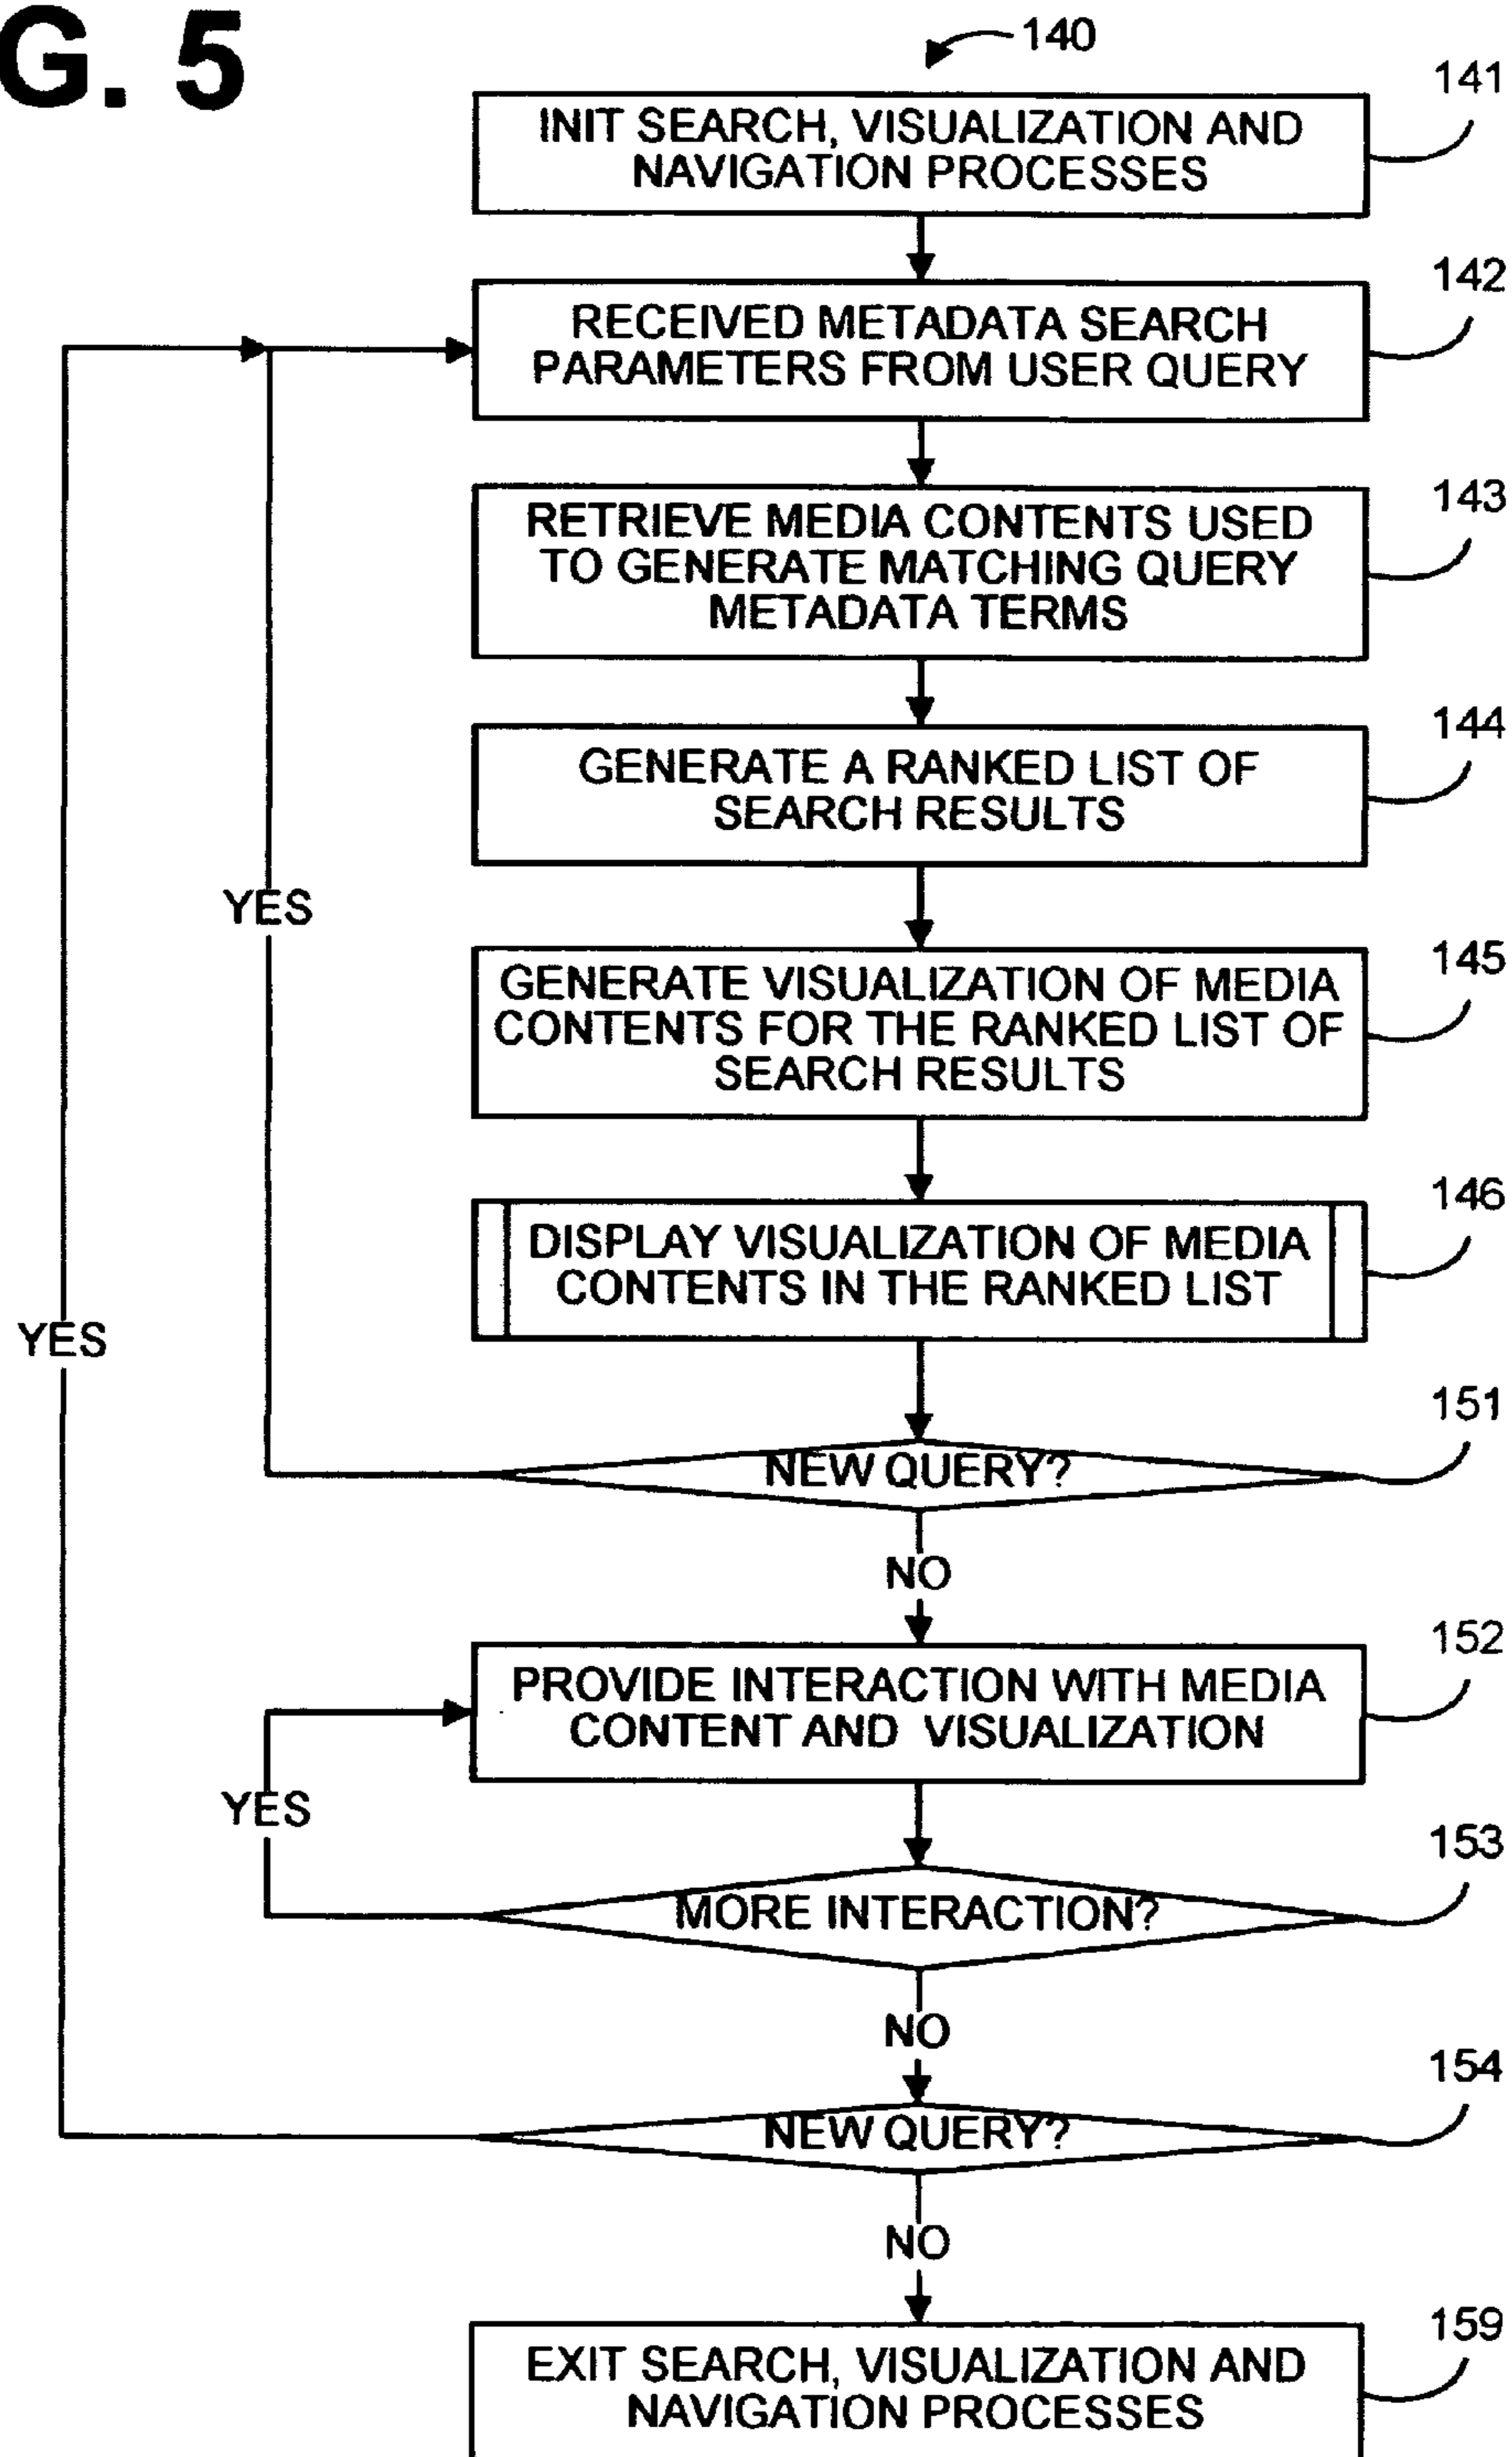 G. 5
140
141
INIT SEARCH, VISUALIZATION AND
NAVIGATION PROCESSES
142
RECEIVED METADATA SEARCH
PARAMETERS FROM USER QUERY
143
RETRIEVE MEDIA CONTENTS USED
TO GENERATE MATCHING QUERY
METADATA TERMS
144
GENERATE A RANKED LIST OF
SEARCH RESULTS
YES
145
GENERATE VISUALIZATION OF MEDIA
CONTENTS FOR THE RANKED LIST OF
SEARCH RESULTS
146
DISPLAY VISUALIZATION OF MEDIA
CONTENTS IN THE RANKED LIST
YES
151
NEW QUERY?
NO
152
PROVIDE INTERACTION WITH MEDIA
CONTENT AND VISUALIZATION
YES
153
MORE INTERACTION?
NO
154
NEW QUERY?
NO
159
EXIT SEARCH, VISUALIZATION AND
NAVIGATION PROCESSES